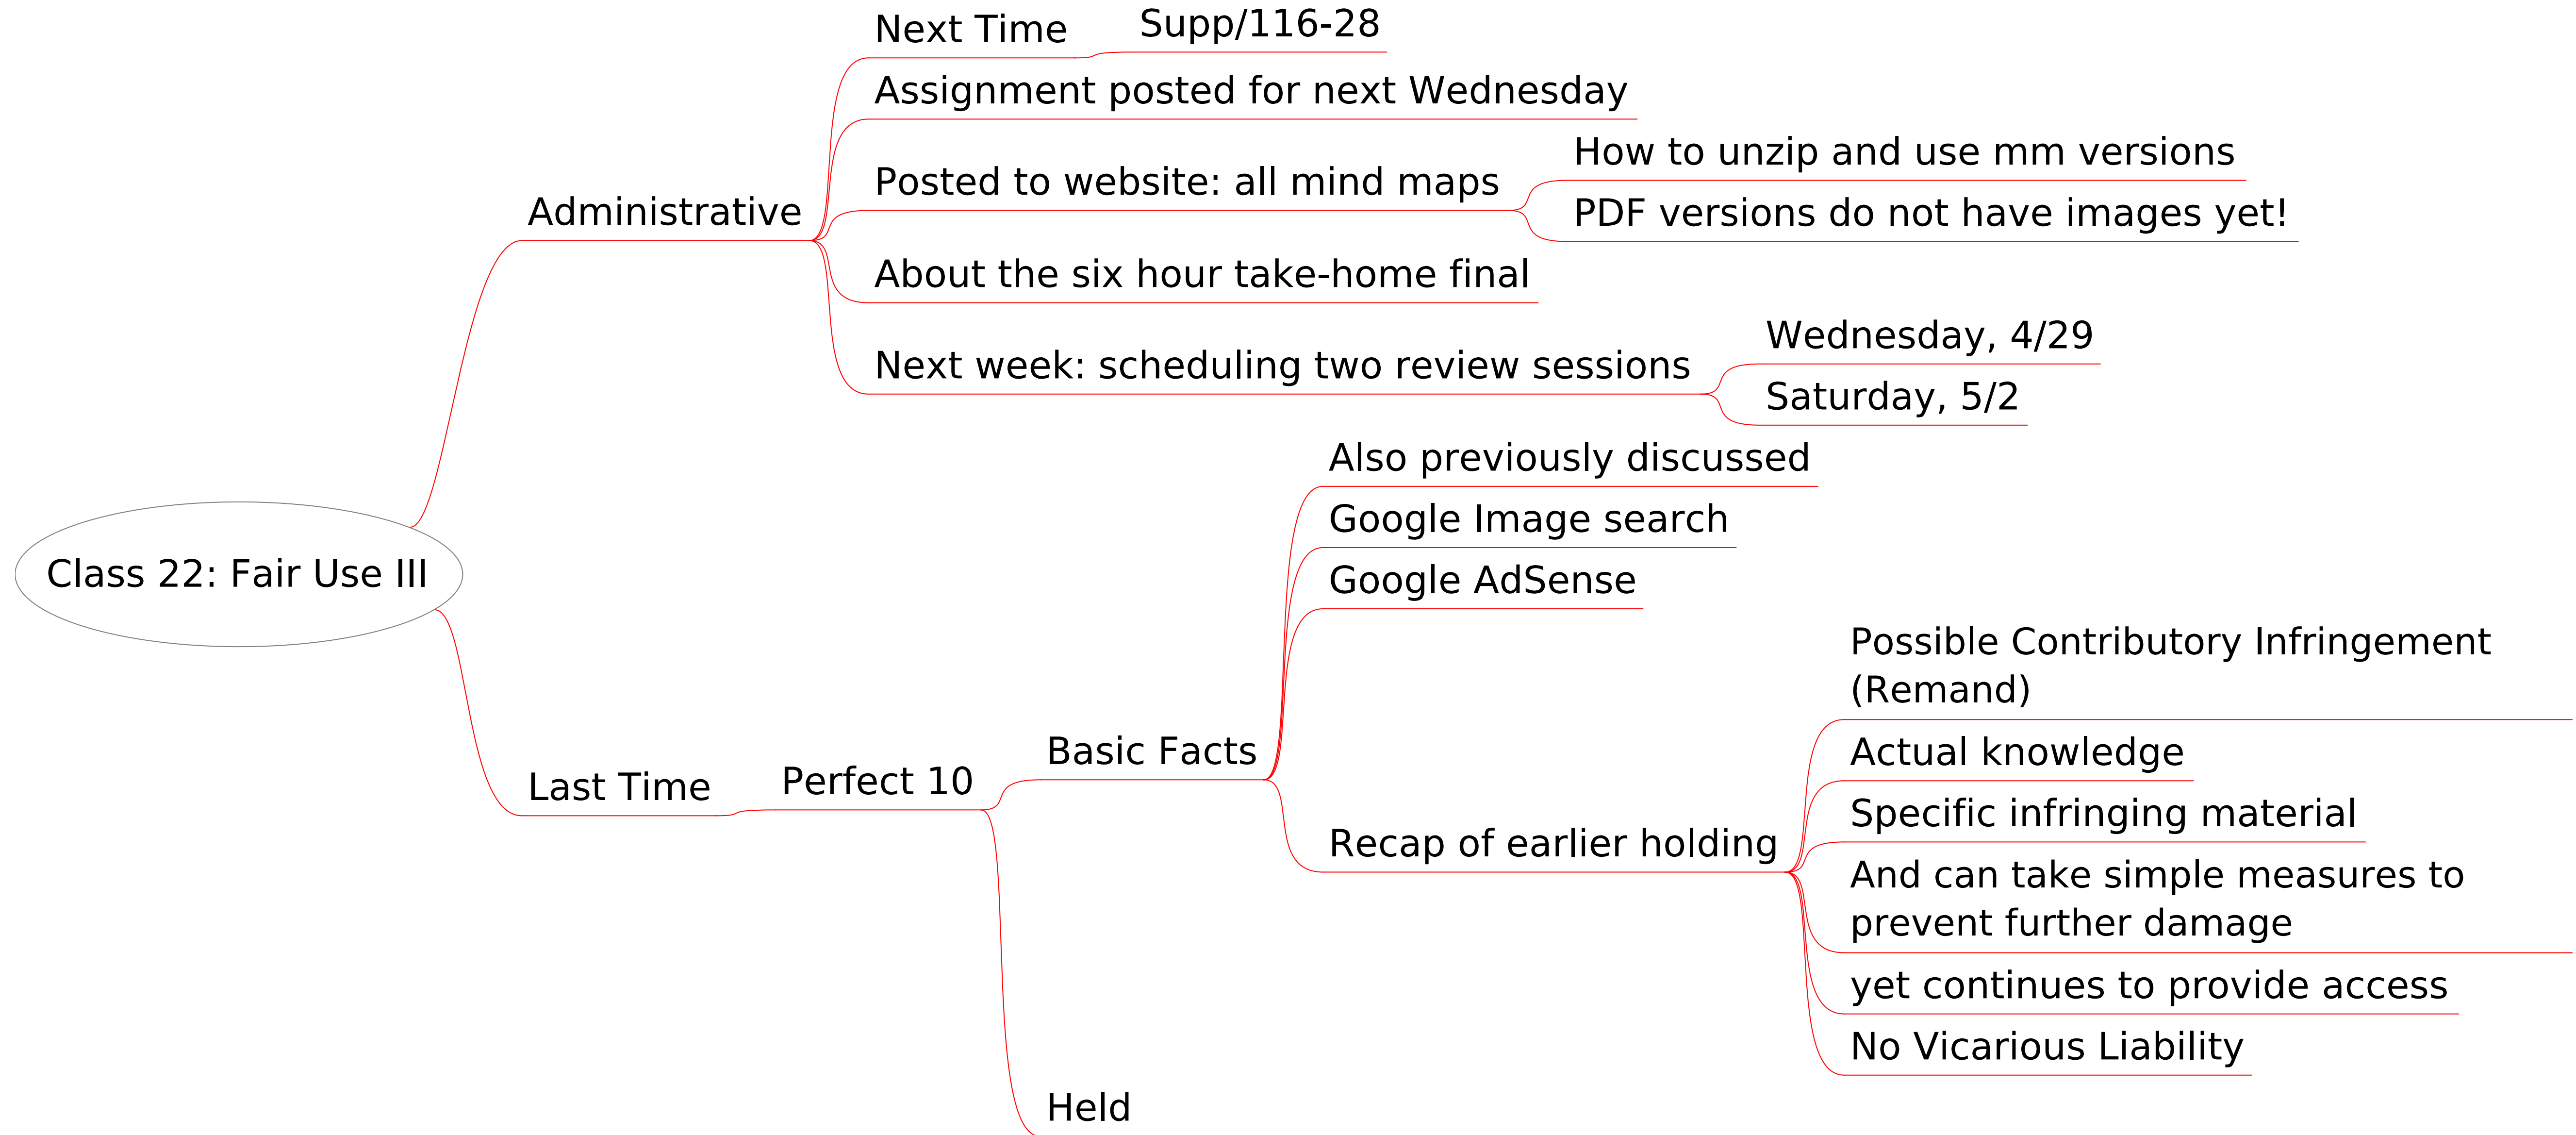 Class 22: Fair Use III
Administrative
Next Time
Supp/116-28
Assignment posted for next Wednesday
Posted to website: all mind maps
How to unzip and use mm versions
PDF versions do not have images yet!
About the six hour take-home final
Next week: scheduling two review sessions
Wednesday, 4/29
Saturday, 5/2
Last Time
Perfect 10
Basic Facts
Also previously discussed
Google Image search
Google AdSense
Recap of earlier holding
Possible Contributory Infringement
(Remand)
Actual knowledge
Specific infringing material
And can take simple measures to
prevent further damage
yet continues to provide access
No Vicarious Liability
Held